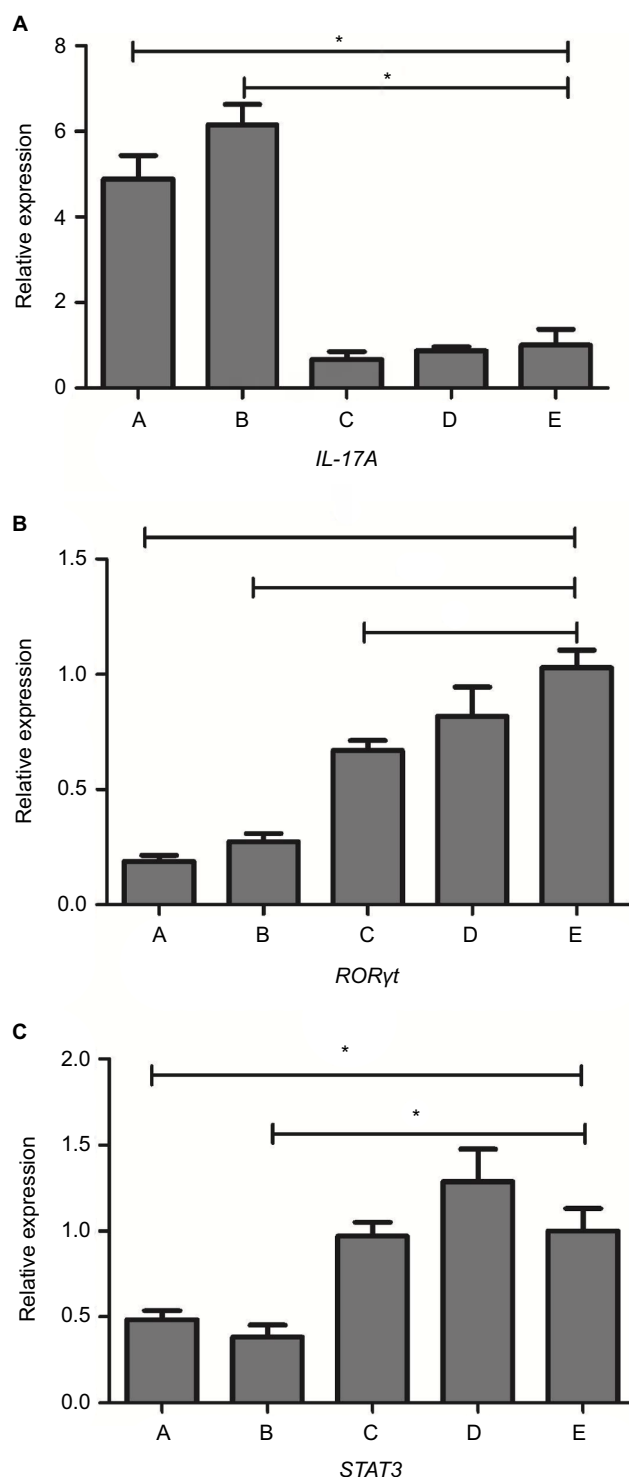 A
*
8
*
6
4
2
0
Relative expression
A B C D E
IL-17A
B
1.5
1.0
0.5
0.0
Relative expression
A B C D E
RORγt
C
*
2.0
*
1.5
1.0
0.5
0.0
Relative expression
A B C D E
STAT3